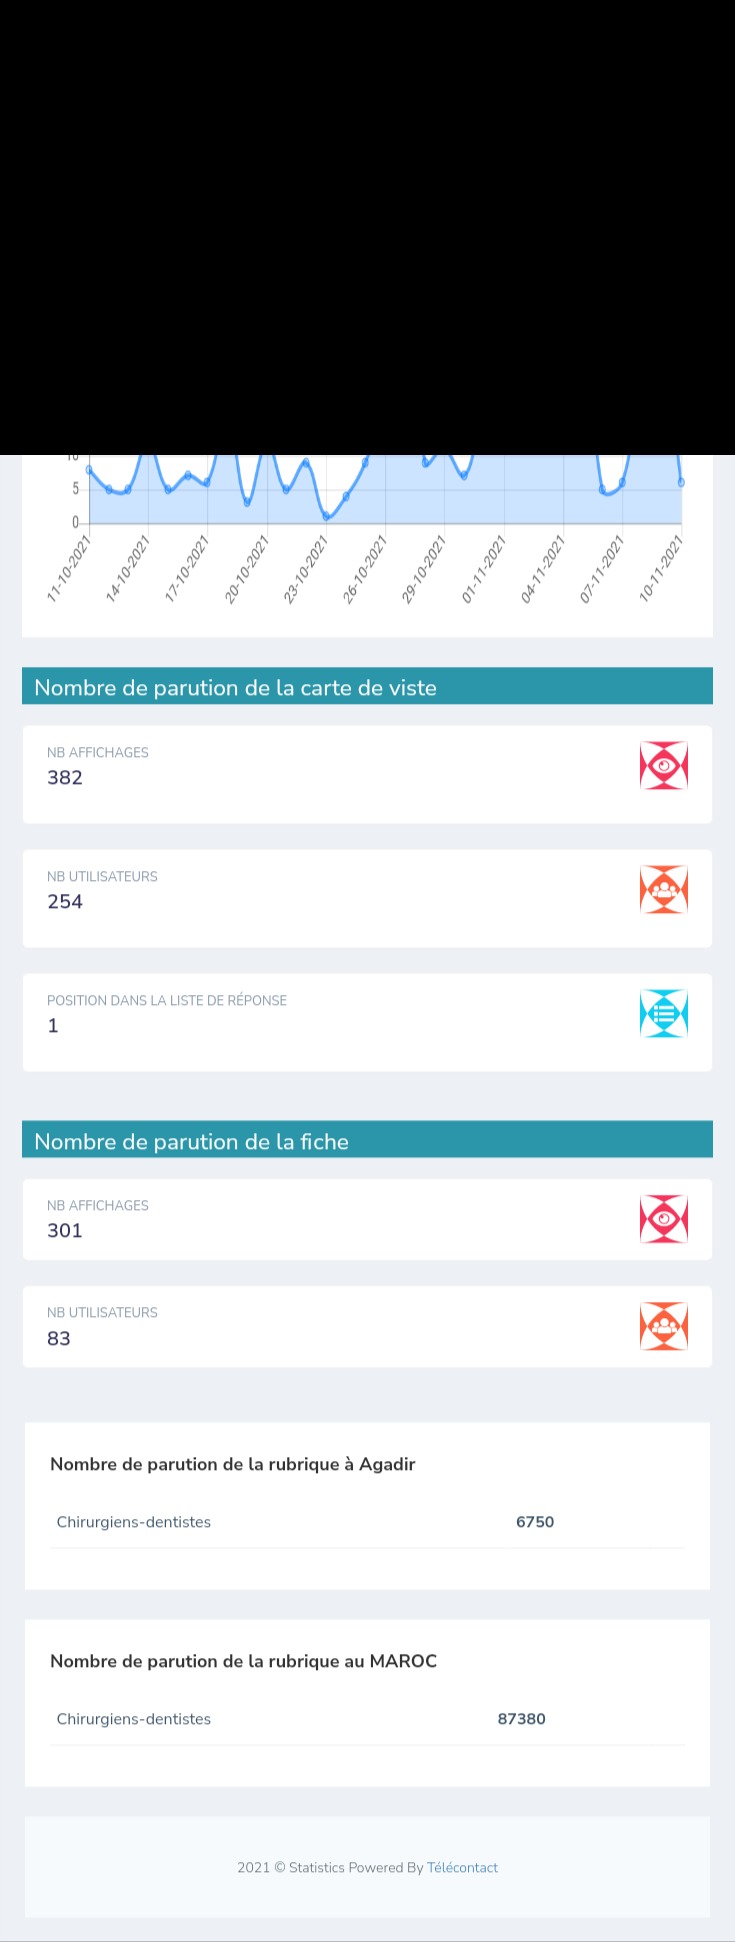 10
5
0
11-10-2021
14-10-2021
17-10-2021
20-10-2021
23-10-2021
26-10-2021
29-10-2021
01-11-2021
04-11-2021
07-11-2021
10-11-2021
Nombre de parution de la carte de viste
NB AFFICHAGES
382
NB UTILISATEURS
254
POSITION DANS LA LISTE DE RÉPONSE
1
Nombre de parution de la fiche
NB AFFICHAGES
301
NB UTILISATEURS
83
Nombre de parution de la rubrique à Agadir
Chirurgiens-dentistes 6750
Nombre de parution de la rubrique au MAROC
Chirurgiens-dentistes 87380
2021 © Statistics Powered By Télécontact